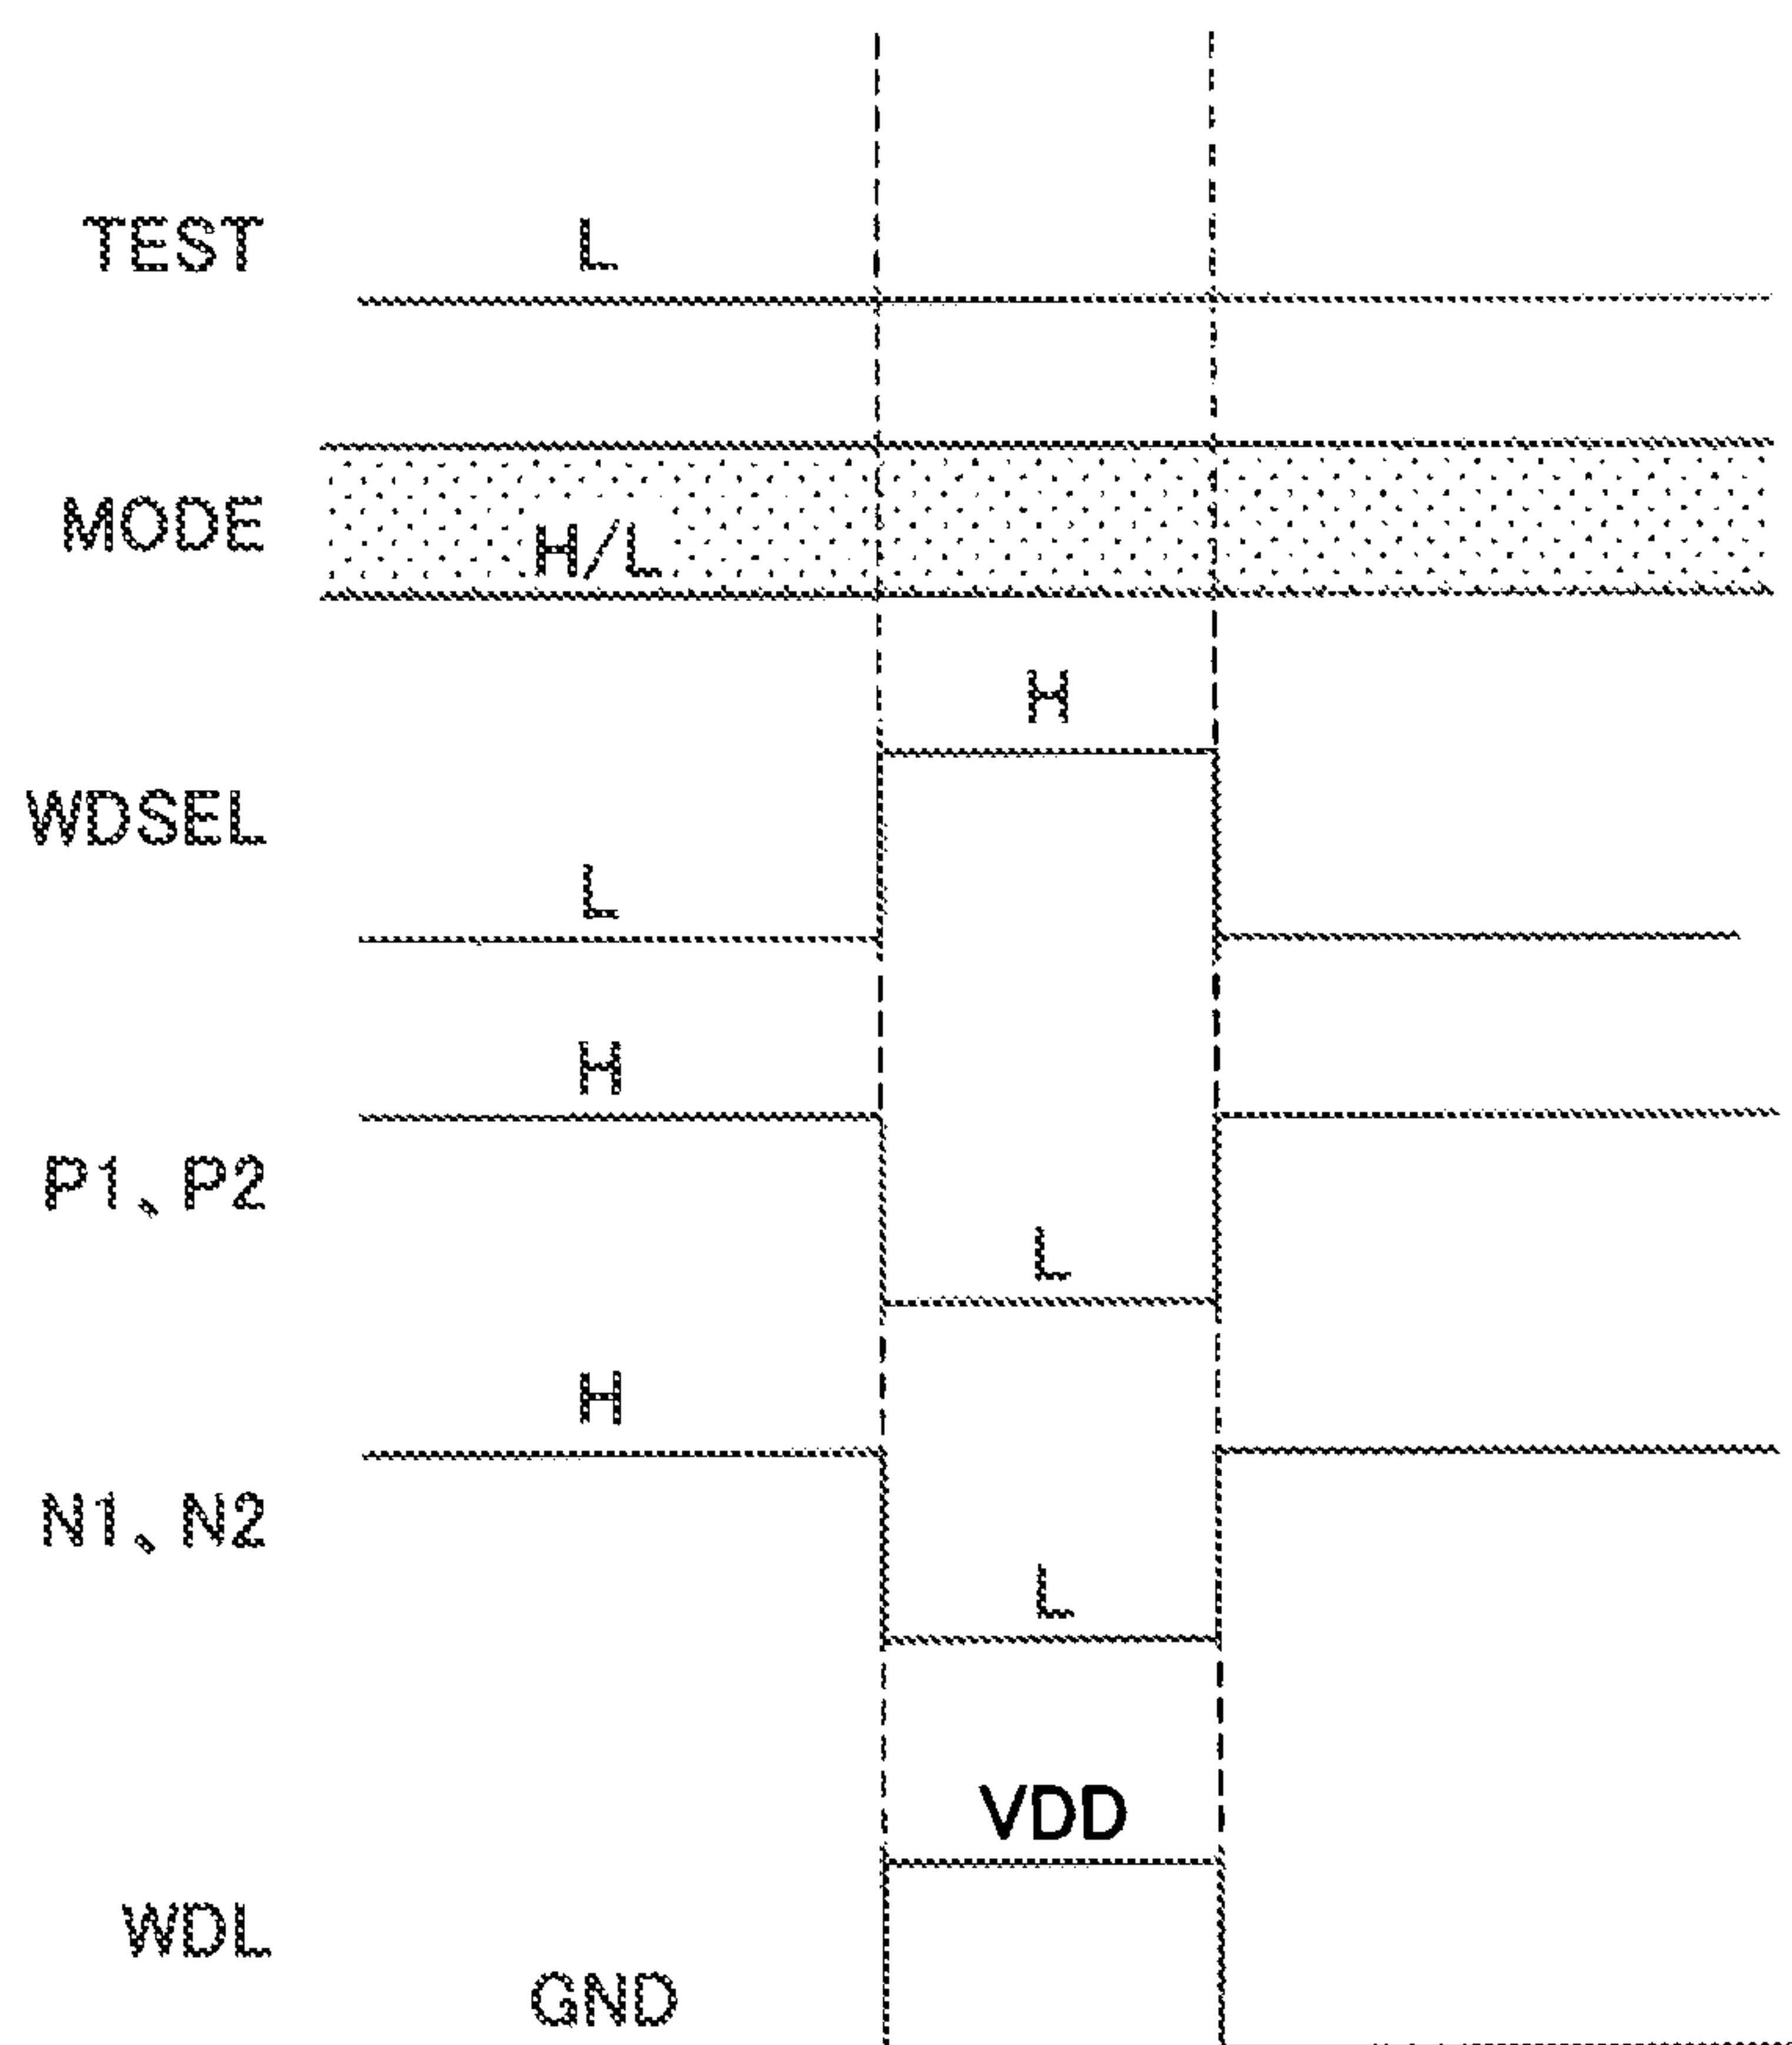 TEST L
MODE H/L
H
WDSEL
L
H
P1、P2
L
H
N1、N2
L
VDD
WDL
GND